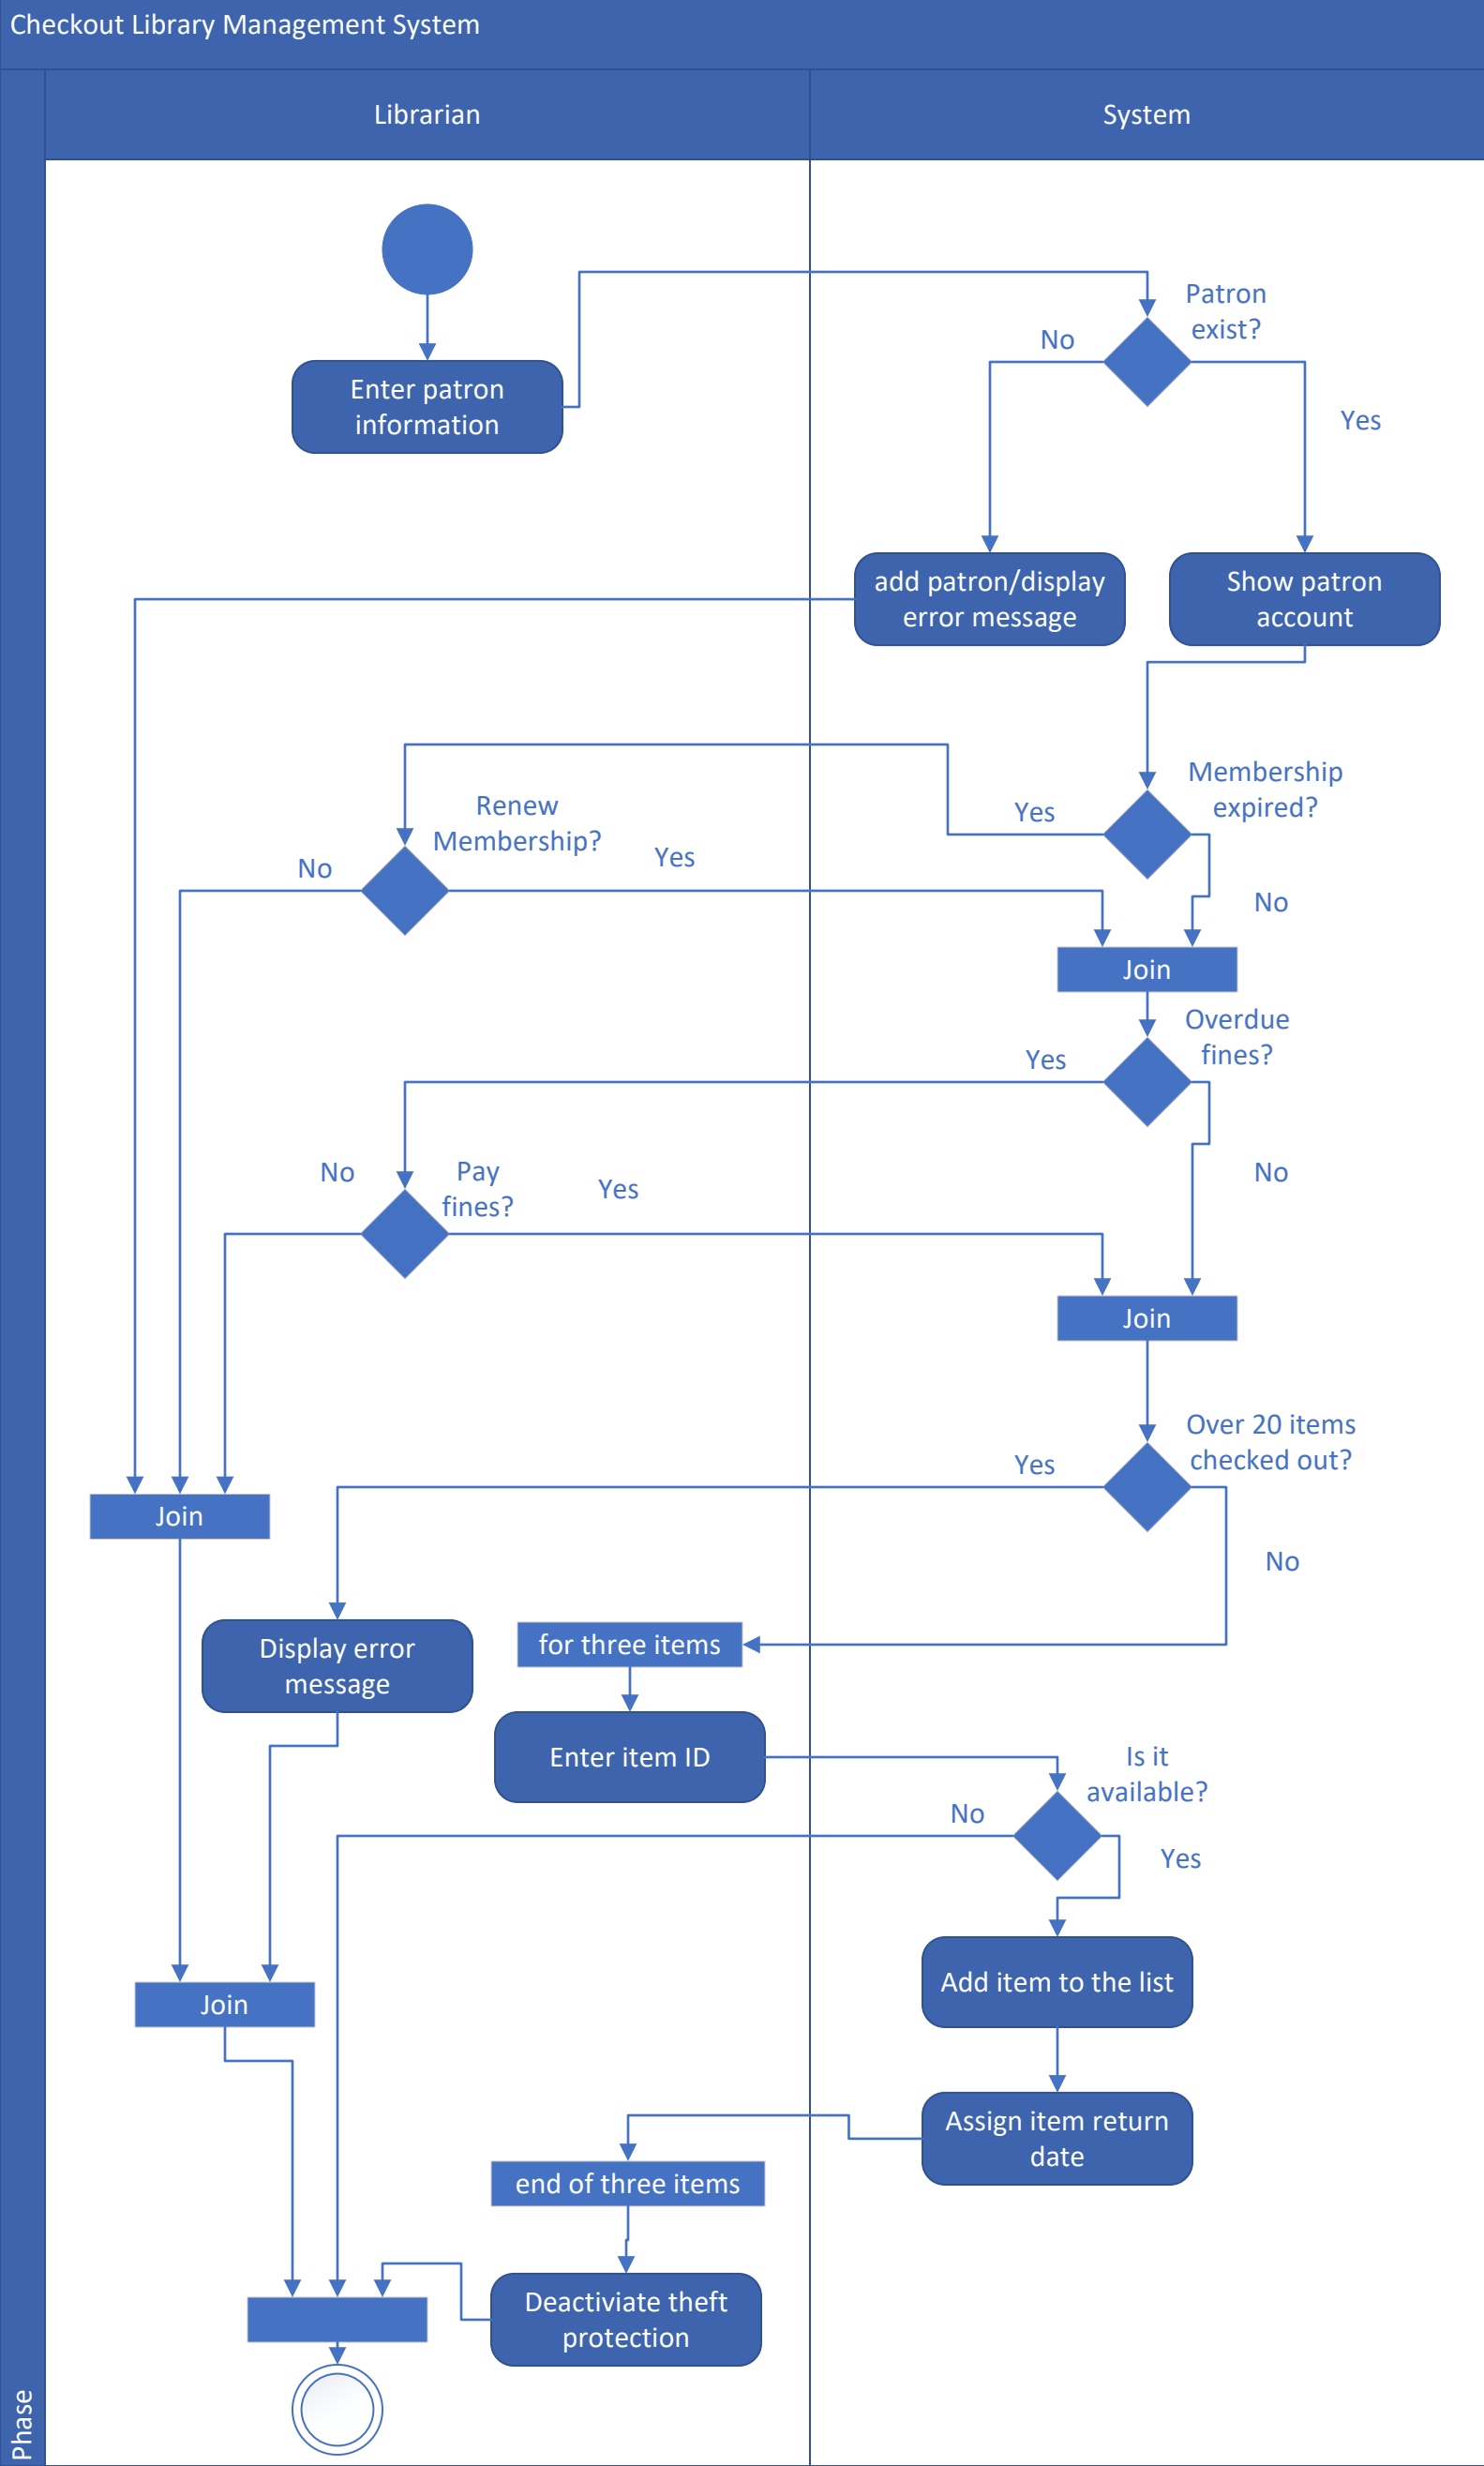 Checkout Library Management System
Librarian
System
Patron
exist?
No
Enter patron
information
Yes
add patron/display
error message
Show patron
account
Membership
expired?
Yes
Renew
Membership?
Yes
No
No
Join
Overdue
fines?
Yes
No
Pay
fines?
Yes
No
Join
Over 20 items
checked out?
Yes
Join
No
for three items
Display error
message
Enter item ID
Is it
available?
No
Yes
Add item to the list
Join
Assign item return
date
end of three items
Deactiviate theft
protection
Phase